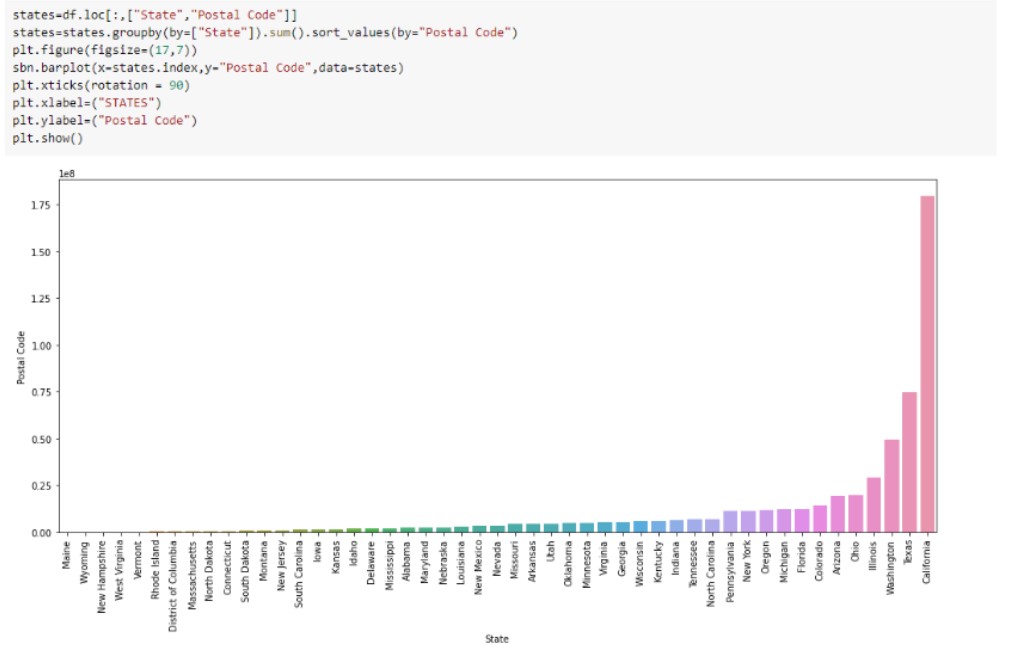 states=df.loc[:,["State","Postal Code"]]
states=states.groupby(by=["State"]).sum().sort_values(by="Postal Code")
plt.figure(figsize=(17,7))
sbn.barplot(x=states.index,y="Postal Code",data=states)
plt.xticks(rotation = 90)
plt.xlabel=("STATES")
plt.ylabel=("Postal Code")
plt.show()
1e8
1.75
1.50
1.25
1.00
0.75
0.50
0.25
0.00
Postal Code
Maine
Wyoming
New Hampshire
West Virginia
Vermont
Rhode Island
District of Columbia
Massachusetts
North Dakota
Connecticut
South Dakota
Montana
New Jersey
South Carolina
Iowa
Kansas
Idaho
Delaware
Mississippi
Alabama
Maryland
Nebraska
Louisiana
New Mexico
Nevada
Missouri
Arkansas
Utah
Oklahoma
Minnesota
Virginia
Georgia
Wisconsin
Kentucky
Indiana
Tennessee
North Carolina
Pennsylvania
New York
Oregon
Michigan
Florida
Colorado
Arizona
Ohio
Illinois
Washington
Texas
California
State